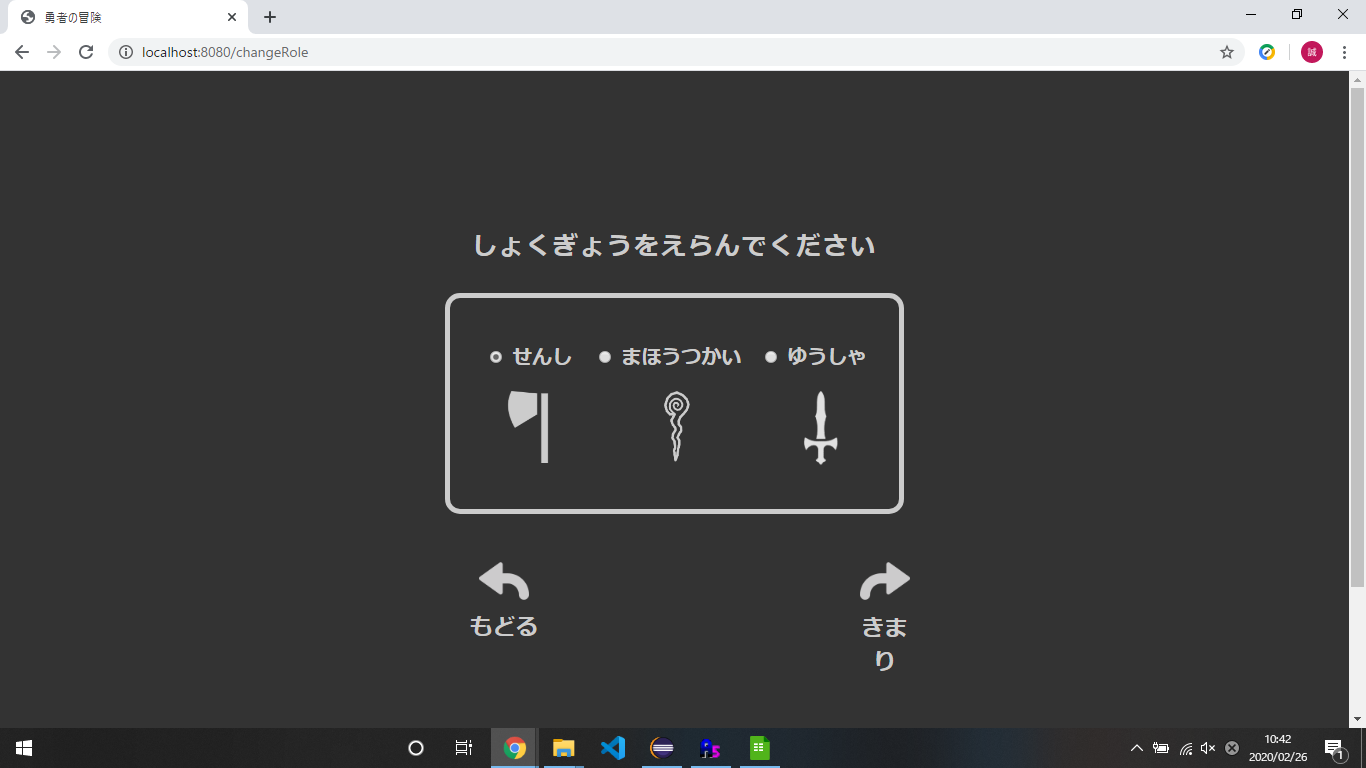 勇者の冒険
localhost:8080/changeRole
誠
しょくぎょうをえらんでください
せんし まほうつかい ゆうしゃ
もどる
きま
り
10:42
2020/02/26
1